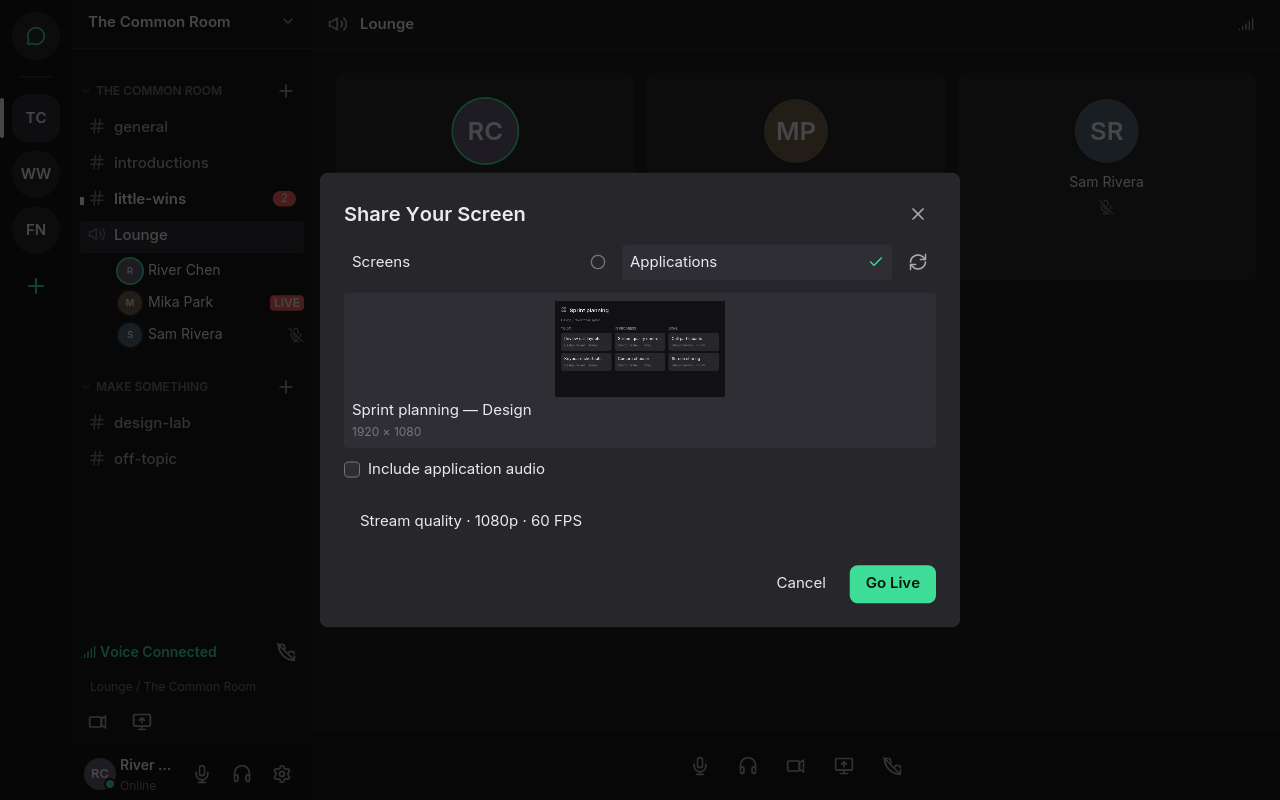 The Common Room
Lounge
THE COMMON ROOM
TC
general
introductions
WW
little-wins
2
FN
Lounge
R
River Chen
M
Mika Park
LIVE
S
Sam Rivera
MAKE SOMETHING
design-lab
off-topic
RC
MP
SR
Sam Rivera
Share Your Screen
Screens
Applications
Sprint planning
Sprint planning — Design
1920 × 1080
Include application audio
Stream quality · 1080p · 60 FPS
Cancel
Go Live
Voice Connected
Lounge / The Common Room
RC
River ...
Online